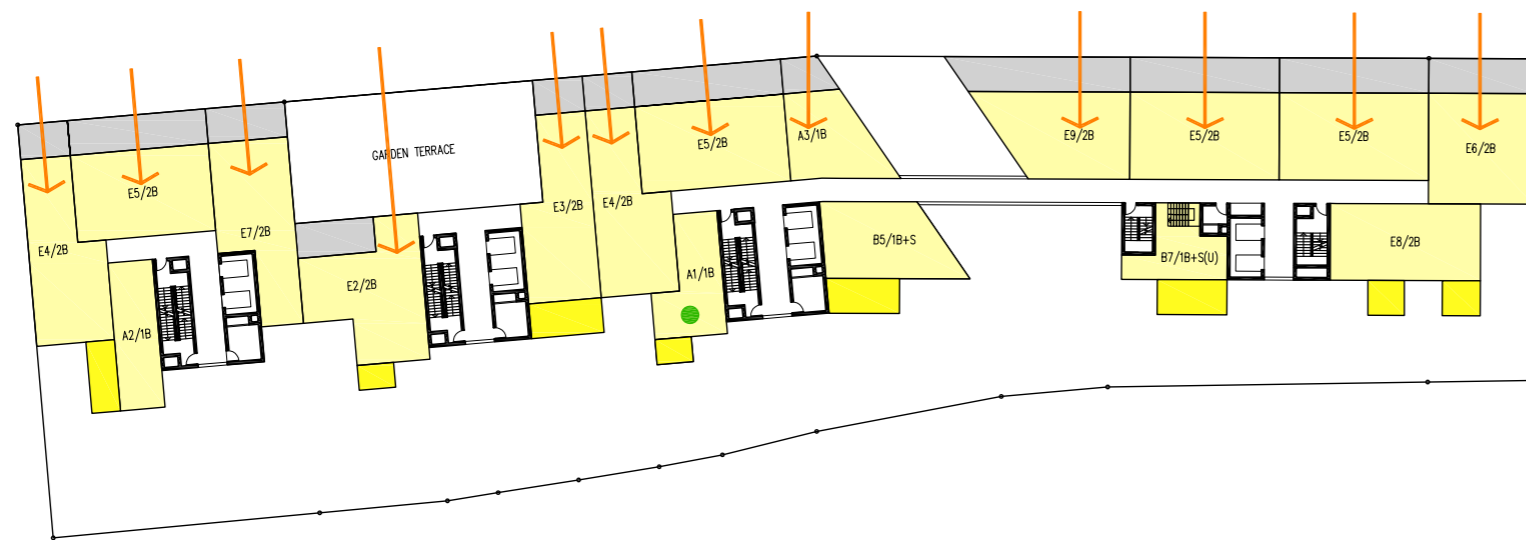 GARDEN TERRACE
A3/1B
E9/2B
E5/2B
E5/2B
E6/2B
E5/2B
E5/2B
E3/2B
E4/2B
E7/2B
E4/2B
B5/1B+S
E8/2B
B7/1B+S(U)
A1/1B
E2/2B
A2/1B